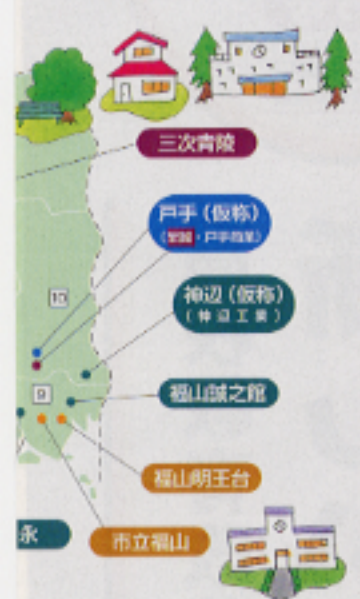 三次青陵
戸手(仮称)
・戸手商業)
10
神辺(仮称)
(神辺工業)
9
福山誠之館
福山明王台
永
市立福山